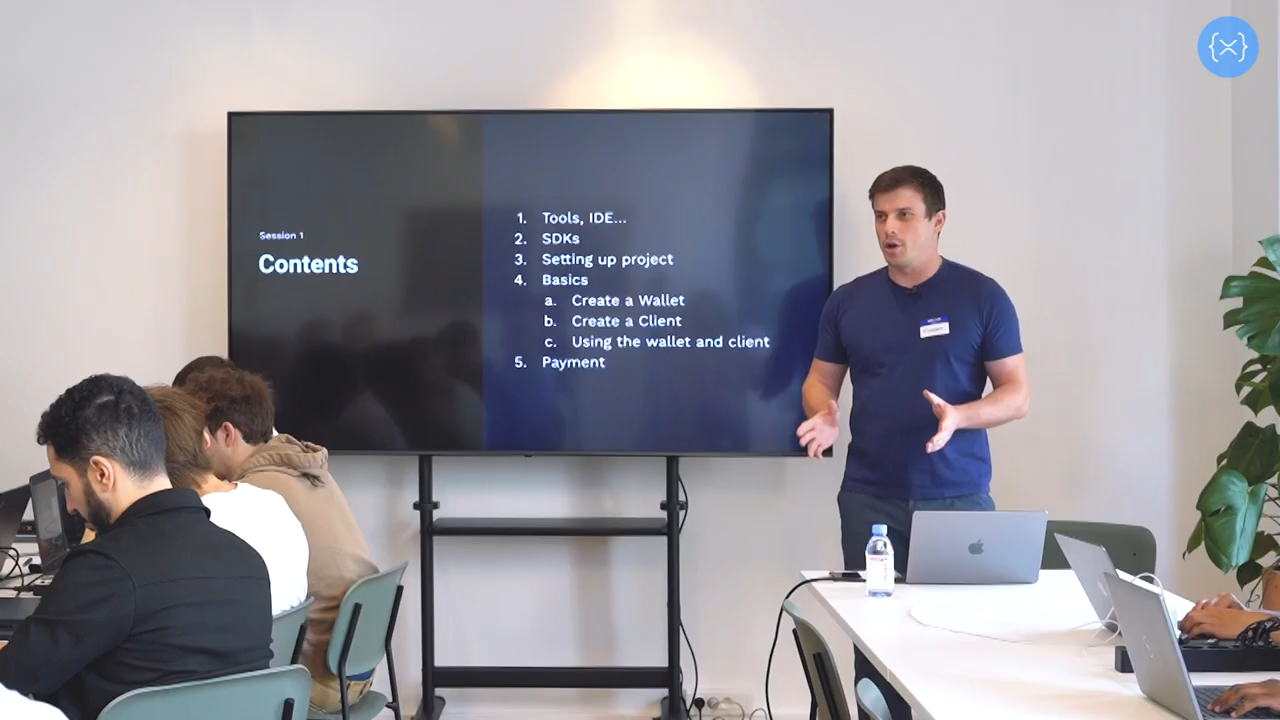 Session 1
Contents
1. Tools, IDE...
2. SDKs
3. Setting up project
4. Basics
a. Create a Wallet
b. Create a Client
c. Using the wallet and client
5. Payment